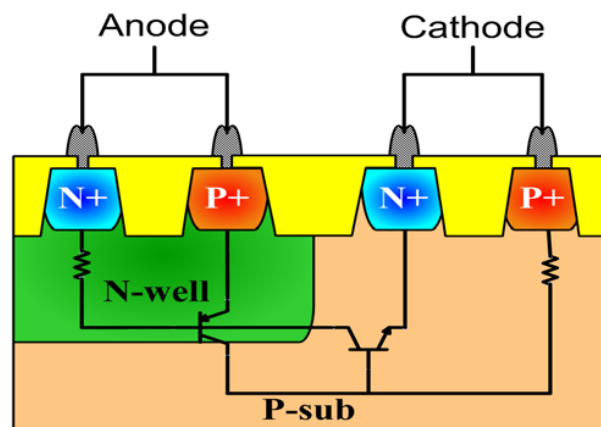 Anode
Cathode
N+
P+
N+
P+
N-well
P-sub